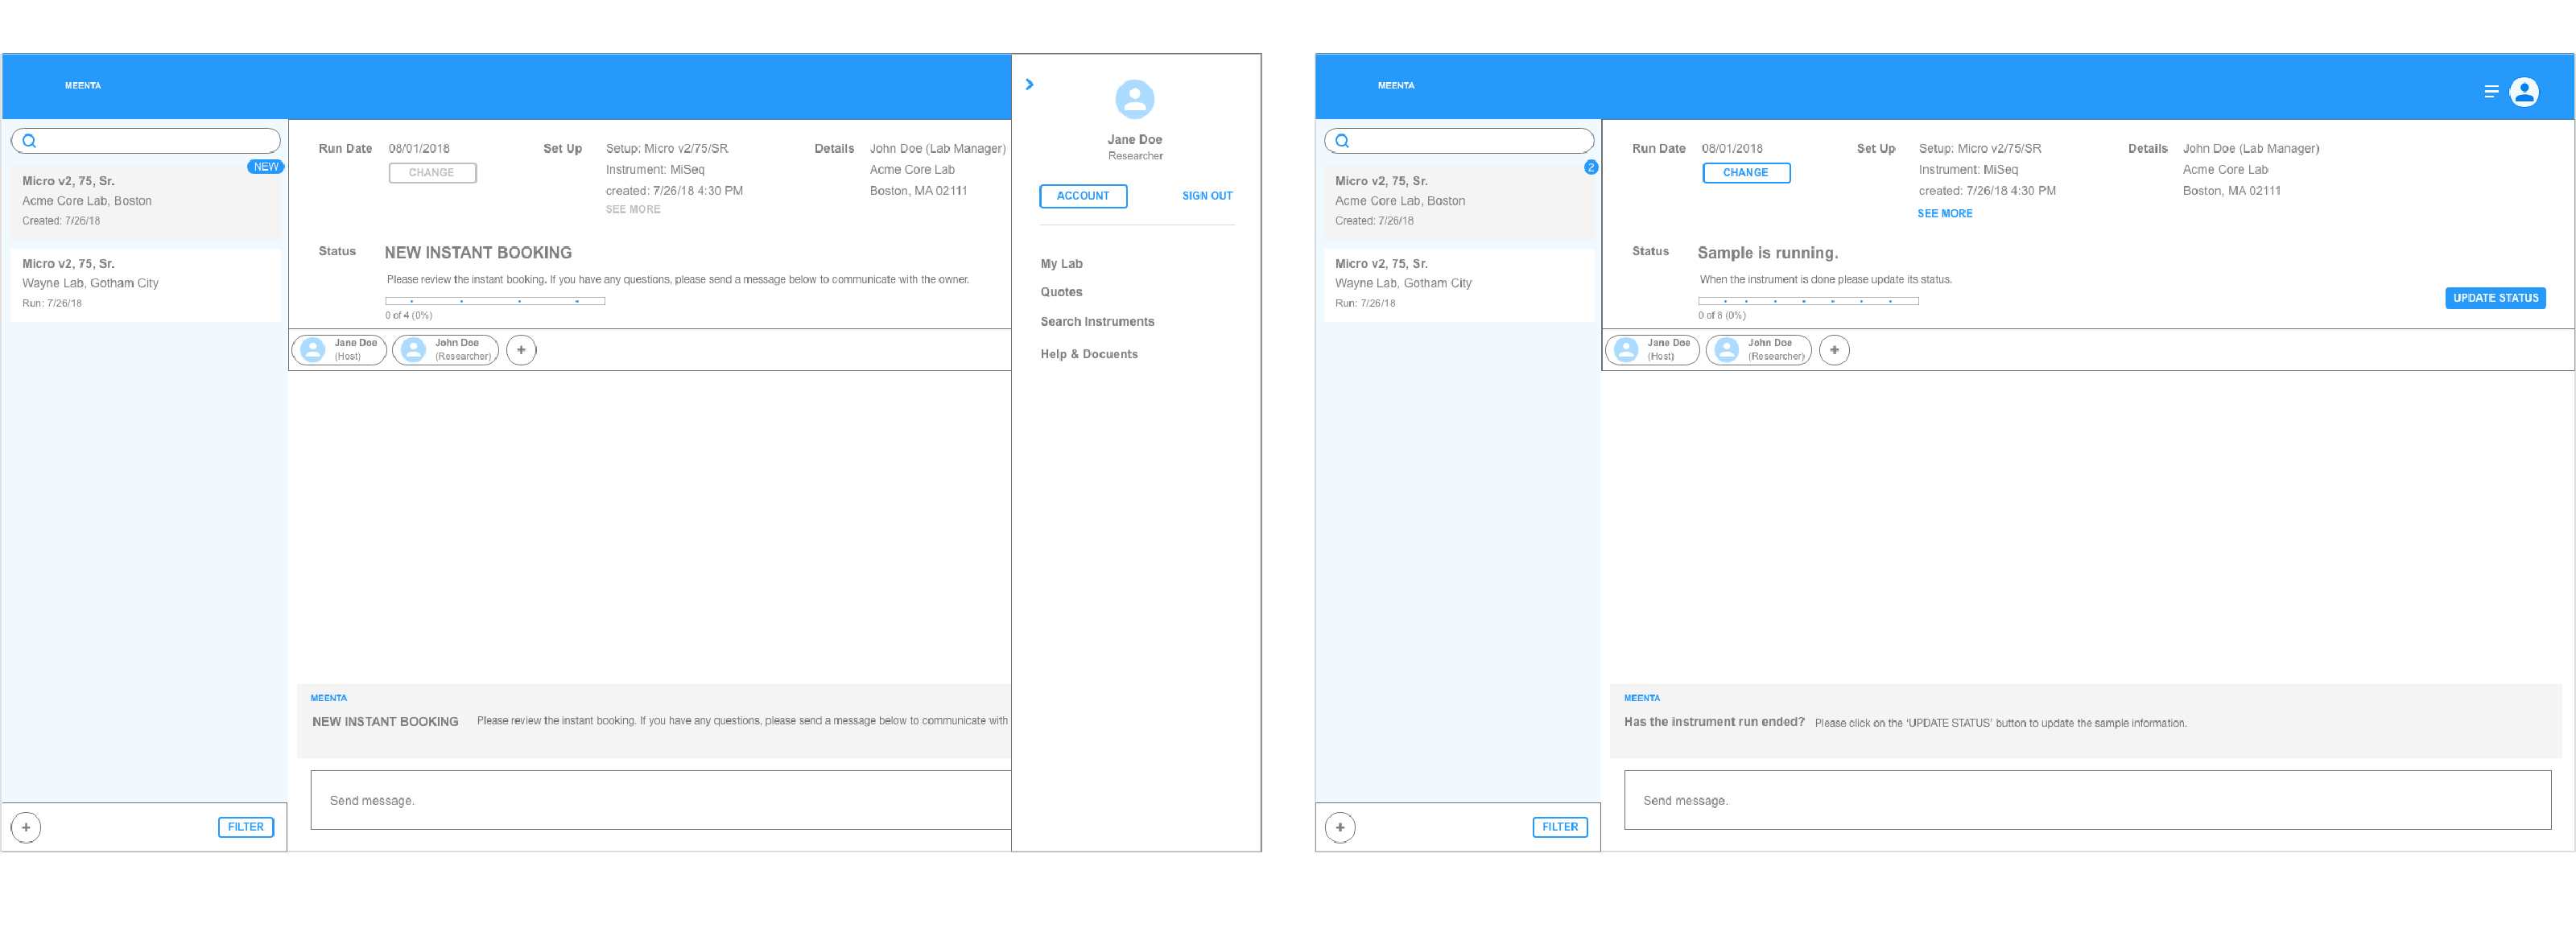 MEENTA
NEW
Micro v2, 75, Sr.
Acme Core Lab, Boston
Created: 7/26/18
Micro v2, 75, Sr.
Wayne Lab, Gotham City
Run: 7/26/18
+
FILTER
Run Date 08/01/2018
CHANGE
Set Up Setup: Micro v2/75/SR
Instrument: MiSeq
created: 7/26/18 4:30 PM
SEE MORE
Details John Doe (Lab Manager)
Acme Core Lab
Boston, MA 02111
Status NEW INSTANT BOOKING
Please review the instant booking. If you have any questions, please send a message below to communicate with the owner.
0 of 4 (0%)
Jane Doe
(Host)
John Doe
(Researcher)
+
MEENTA
NEW INSTANT BOOKING Please review the instant booking. If you have any questions, please send a message below to communicate with
Send message.
Jane Doe
Researcher
ACCOUNT SIGN OUT
My Lab
Quotes
Search Instruments
Help & Docuents
MEENTA
2
Micro v2, 75, Sr.
Acme Core Lab, Boston
Created: 7/26/18
Micro v2, 75, Sr.
Wayne Lab, Gotham City
Run: 7/26/18
+
FILTER
Run Date 08/01/2018
CHANGE
Set Up Setup: Micro v2/75/SR
Instrument: MiSeq
created: 7/26/18 4:30 PM
SEE MORE
Details John Doe (Lab Manager)
Acme Core Lab
Boston, MA 02111
Status Sample is running.
When the instrument is done please update its status.
0 of 8 (0%)
UPDATE STATUS
Jane Doe
(Host)
John Doe
(Researcher)
+
MEENTA
Has the instrument run ended? Please click on the ‘UPDATE STATUS’ button to update the sample information.
Send message.